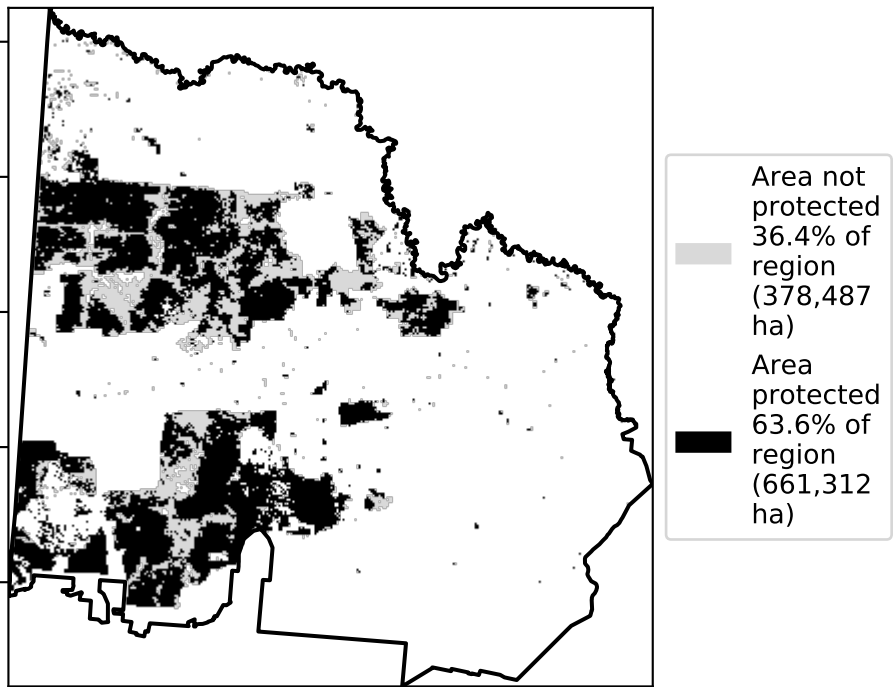 Area not
protected
36.4% of
region
(378,487
ha)
Area
protected
63.6% of
region
(661,312
ha)